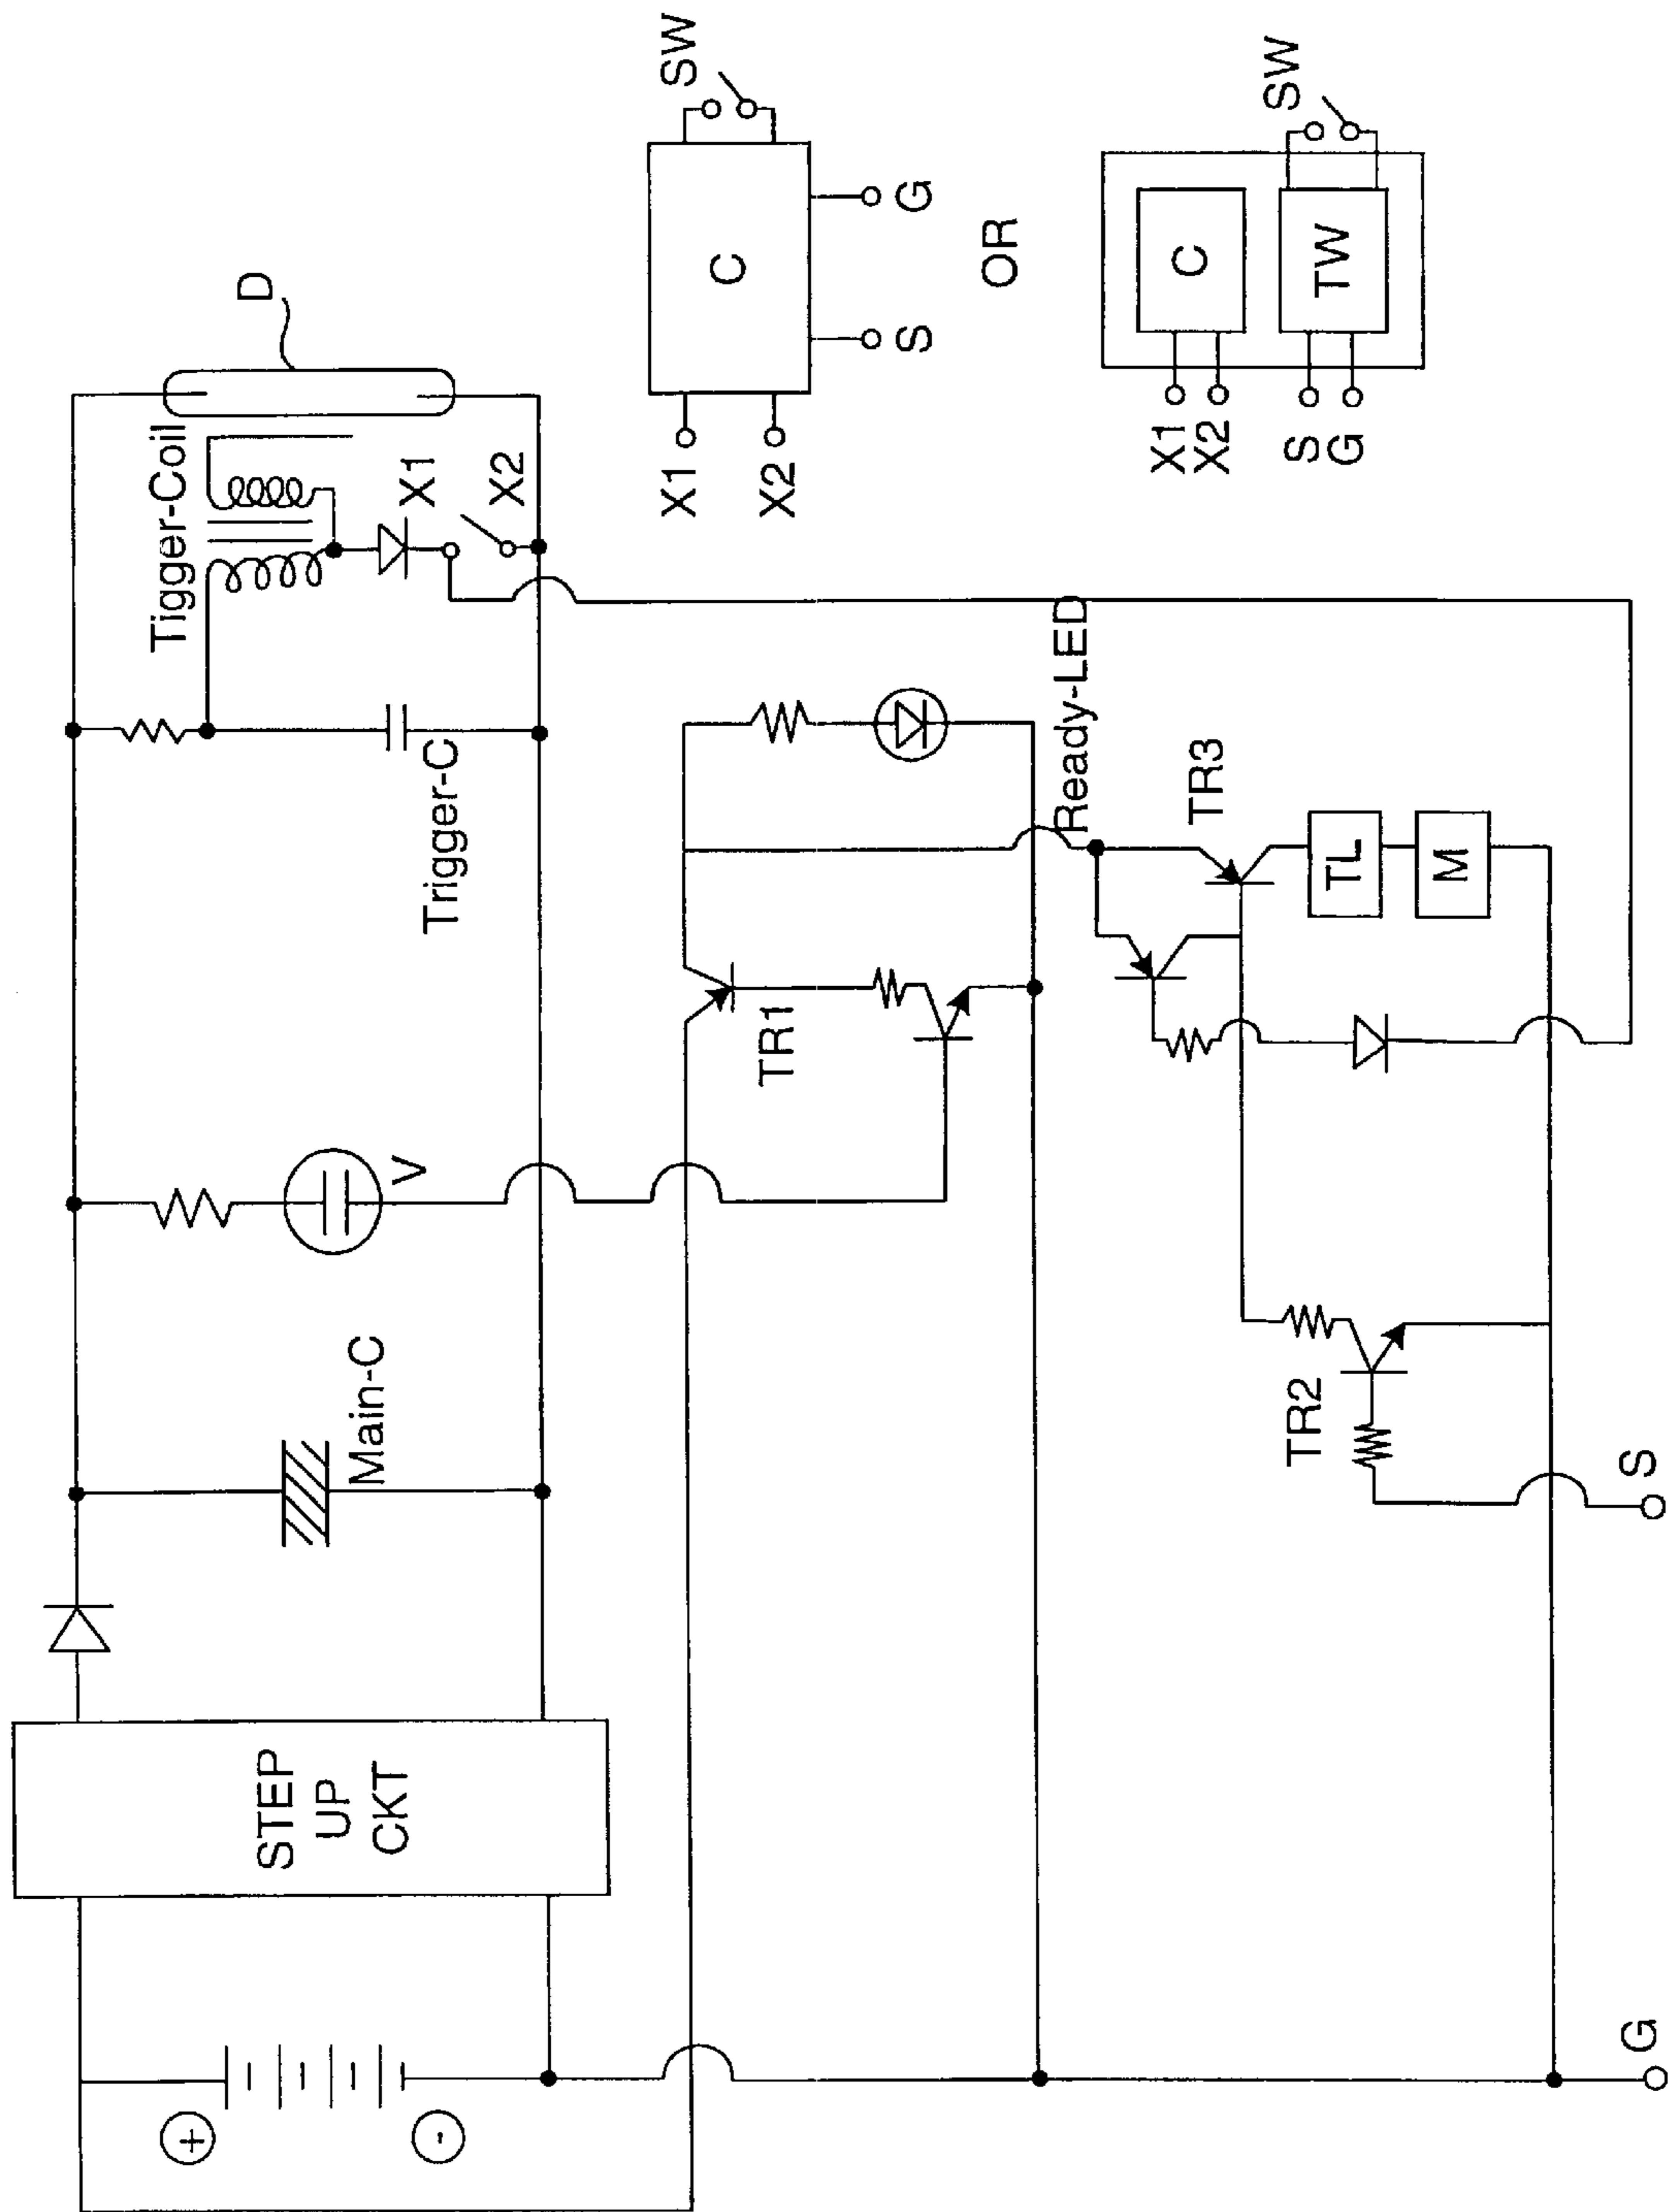 STEP
UP
CKT
+
-
Main-C
V
Trigger-C
Tigger-Coil
D
X1
X2
TR1
Ready-LED
TR3
TL
M
TR2
S
G
SW
C
X1
X2
S
G
OR
SW
C
TW
X1
X2
S
G